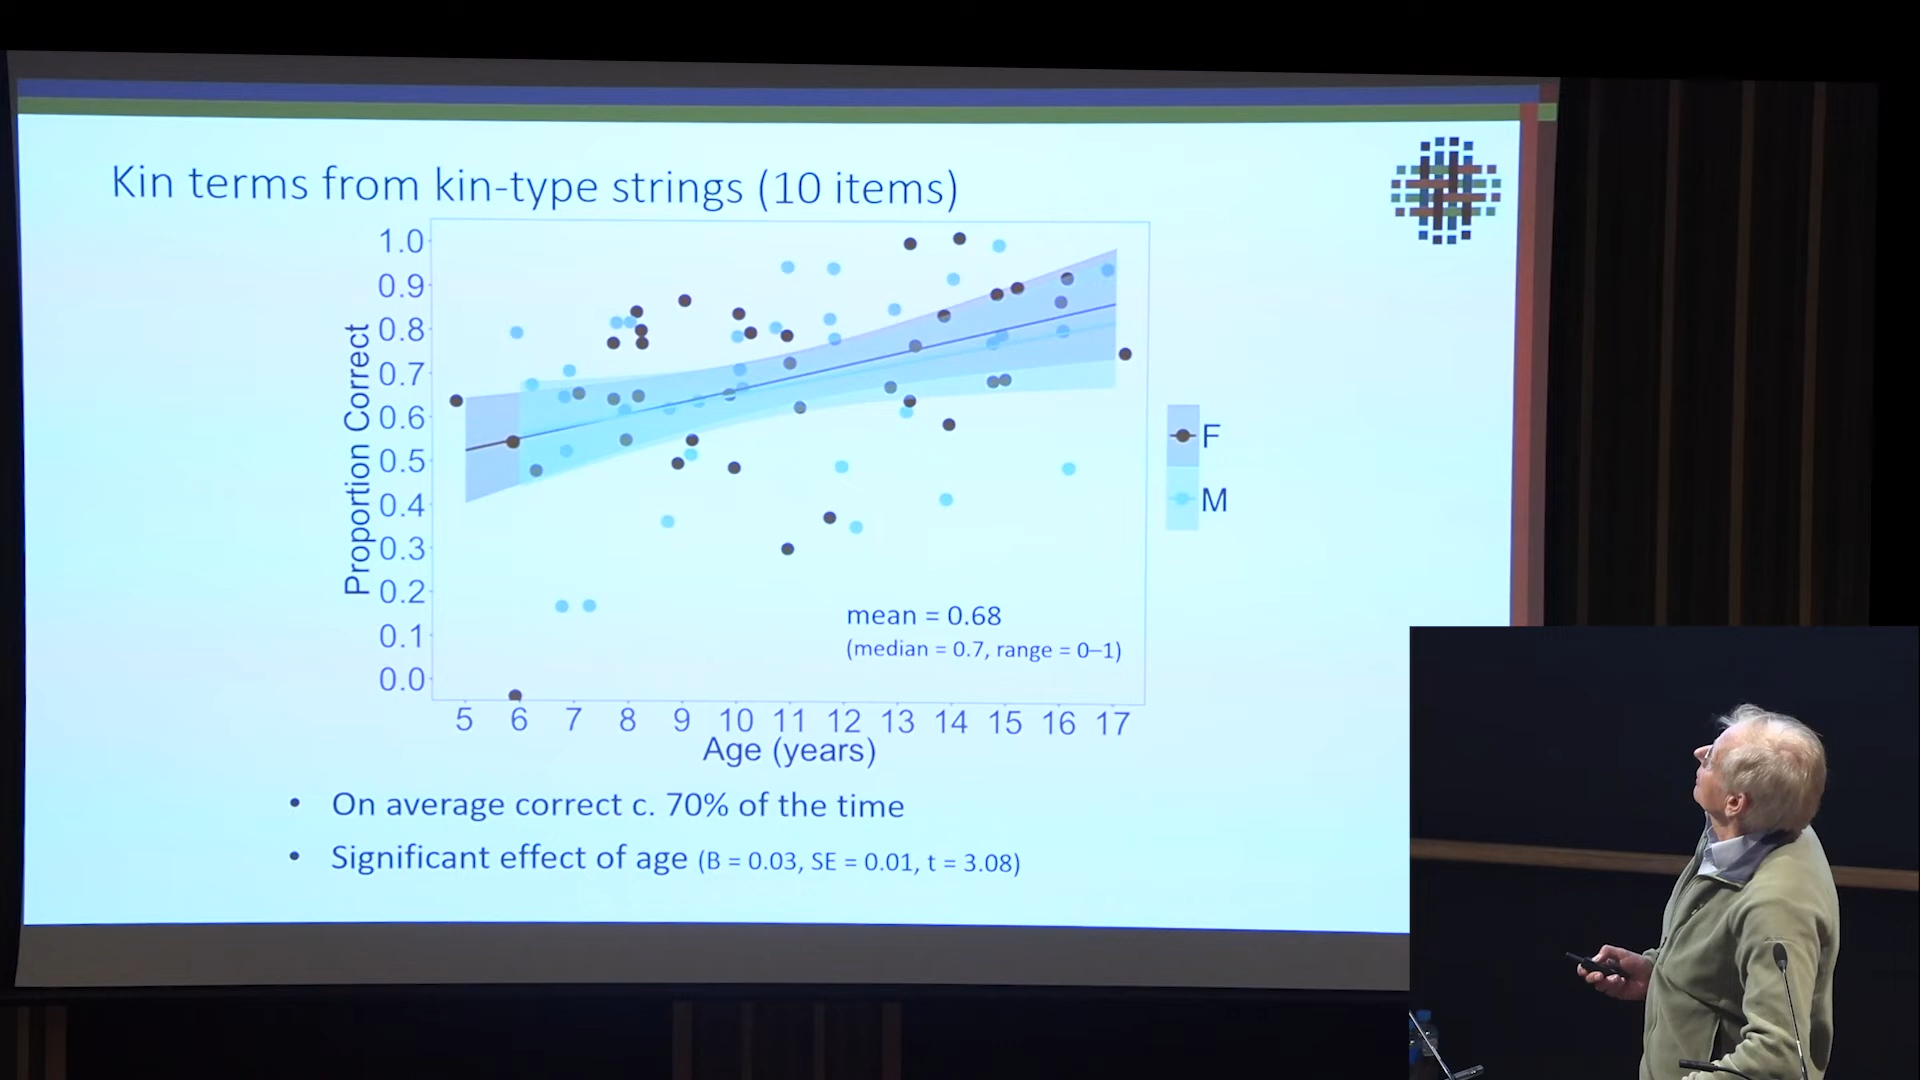 Kin terms from kin-type strings (10 items)
1.0
0.9
0.8
0.7
0.6
0.5
0.4
0.3
0.2
0.1
0.0
Proportion Correct
5 6 7 8 9 10 11 12 13 14 15 16 17
Age (years)
mean = 0.68
(median = 0.7, range = 0–1)
F
M
• On average correct c. 70% of the time
• Significant effect of age (B = 0.03, SE = 0.01, t = 3.08)